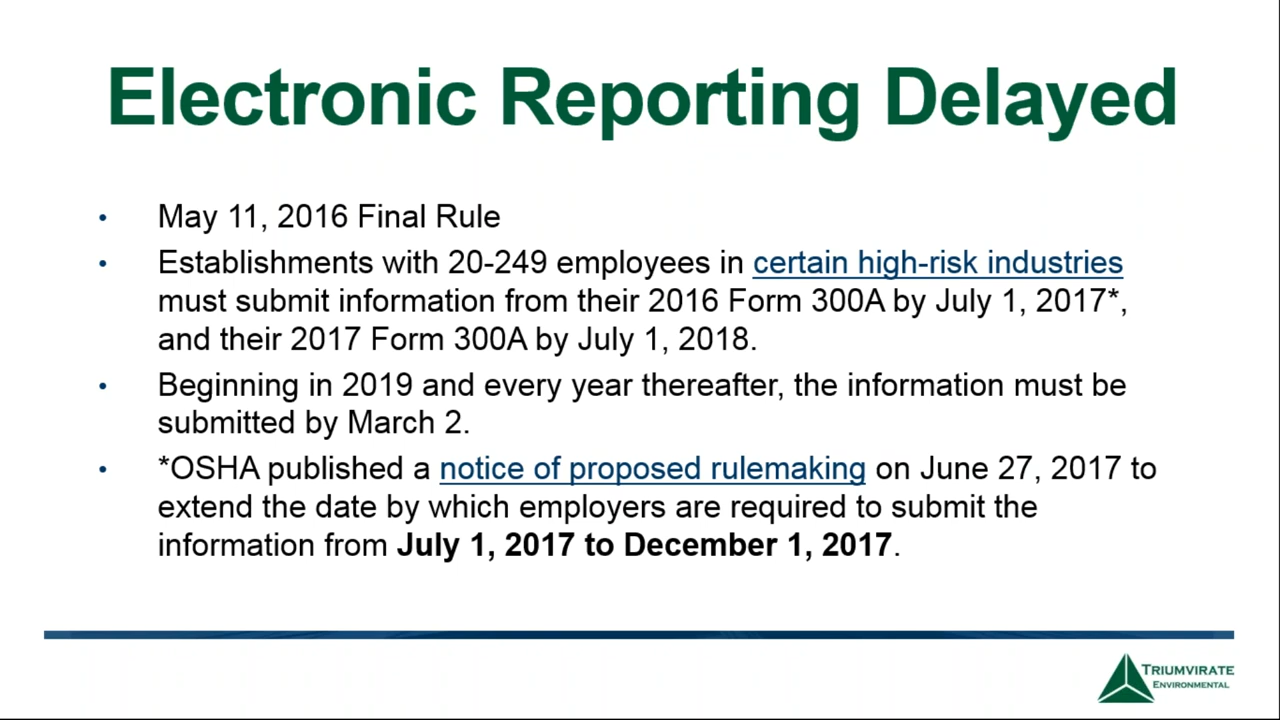 Electronic Reporting Delayed
• May 11, 2016 Final Rule
• Establishments with 20-249 employees in certain high-risk industries
must submit information from their 2016 Form 300A by July 1, 2017*,
and their 2017 Form 300A by July 1, 2018.
• Beginning in 2019 and every year thereafter, the information must be
submitted by March 2.
• *OSHA published a notice of proposed rulemaking on June 27, 2017 to
extend the date by which employers are required to submit the
information from July 1, 2017 to December 1, 2017.
TRIUMVIRATE
ENVIRONMENTAL